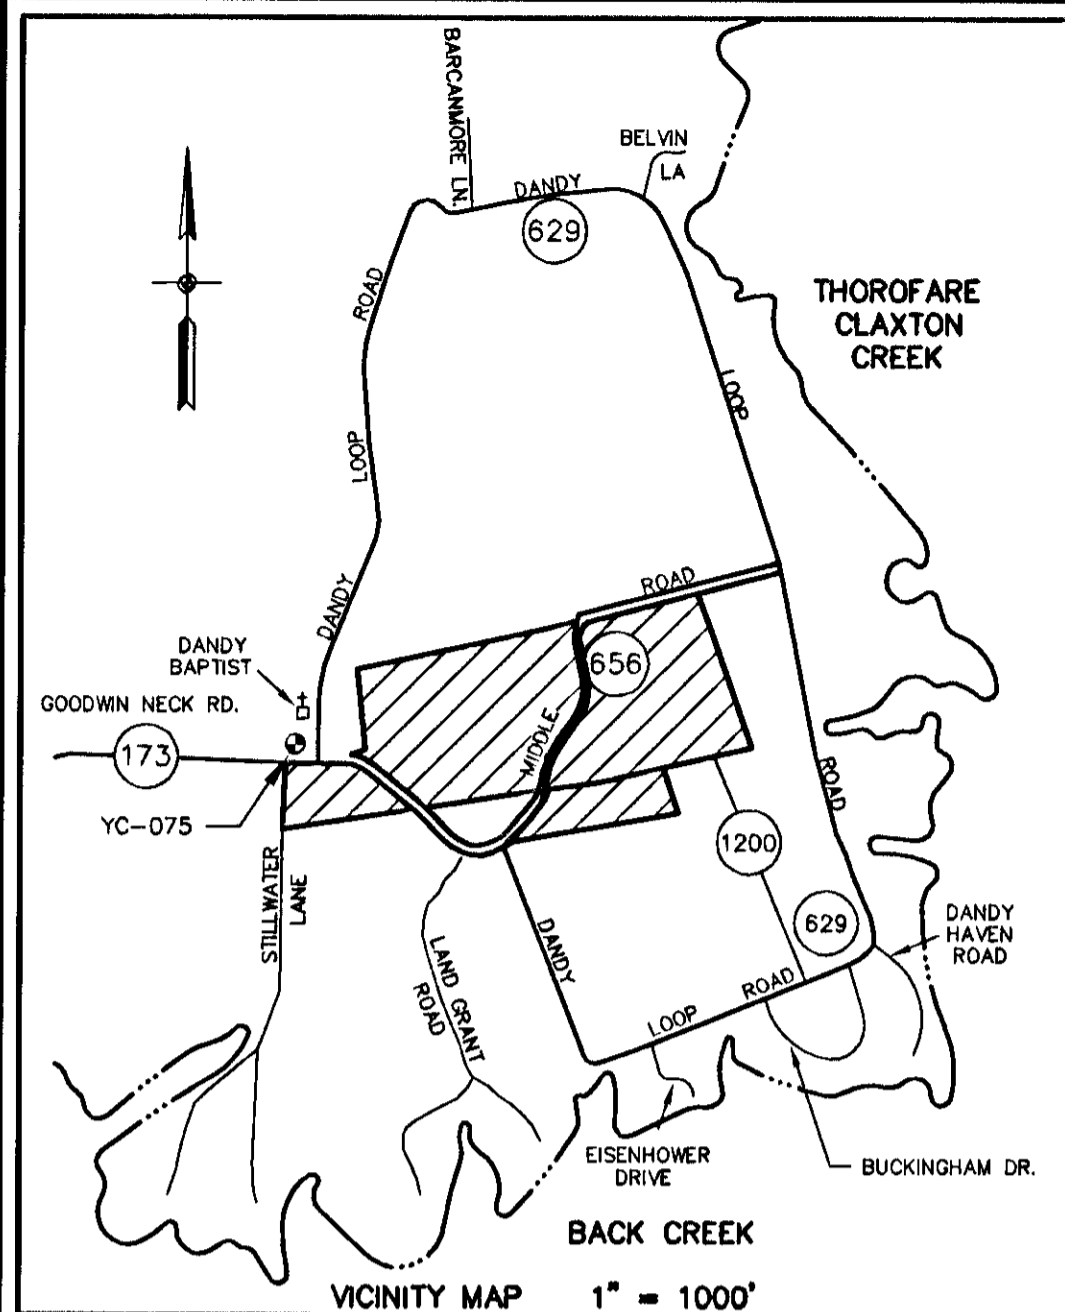 BARCANMORE LN.
BELVIN
LA
DANDY
629
ROAD
THOROFARE
CLAXTON
CREEK
LOOP
LOOP
ROAD
DANDY
DANDY
BAPTIST
656
GOODWIN NECK RD.
MIDDLE
173
ROAD
YC-075
1200
STILLWATER
LANE
629
DANDY
HAVEN
ROAD
DANDY
LAND GRANT
ROAD
ROAD
LOOP
EISENHOWER
DRIVE
BUCKINGHAM DR.
BACK CREEK
VICINITY MAP 1" = 1000'